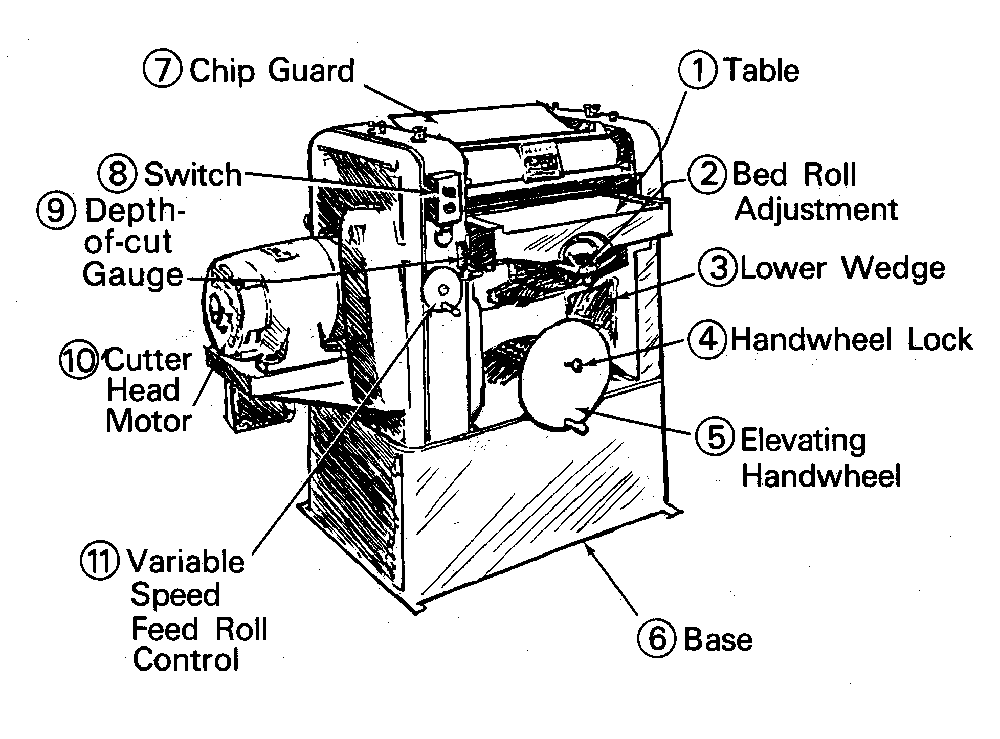 7 Chip Guard
1 Table
8 Switch
2 Bed Roll
Adjustment
9 Depth-
of-cut
Gauge
3 Lower Wedge
4 Handwheel Lock
10 Cutter
Head
Motor
5 Elevating
Handwheel
11 Variable
Speed
Feed Roll
Control
6 Base